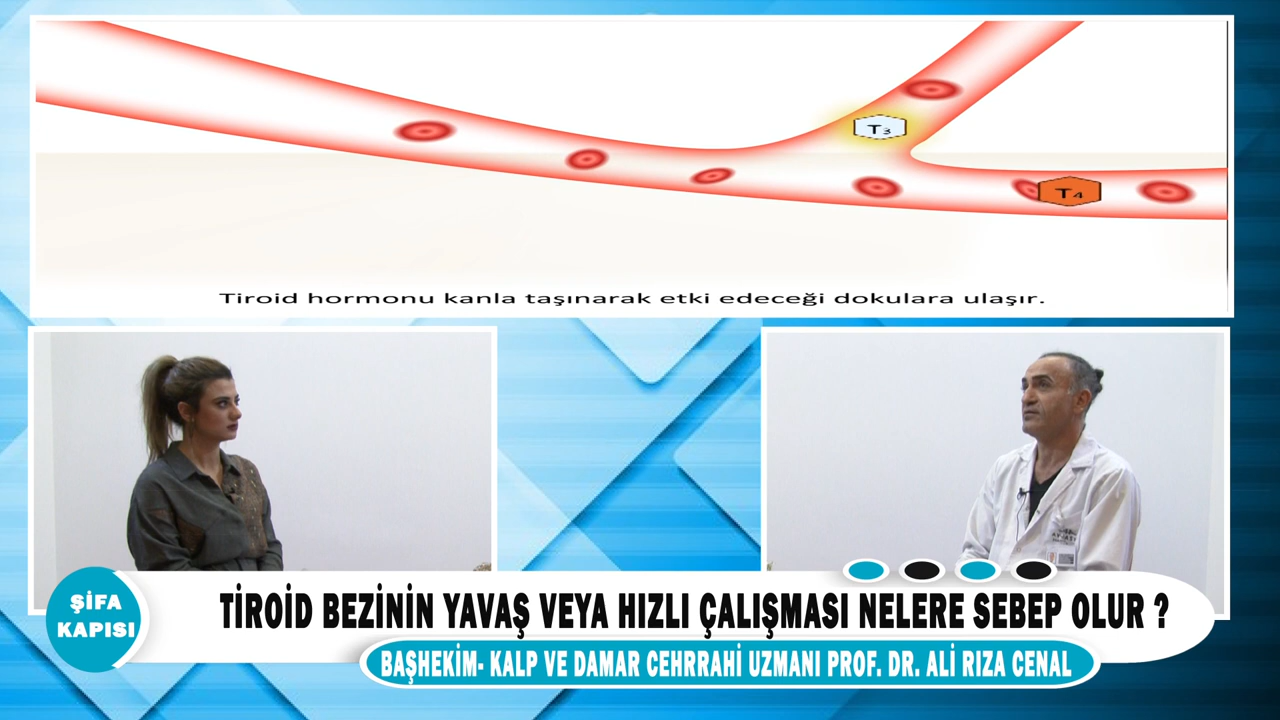 T3
T4
Tiroid hormonu kanla taşınarak etki edeceği dokulara ulaşır.
ŞİFA
KAPISI
TİROİD BEZİNİN YAVAŞ VEYA HIZLI ÇALIŞMASI NELERE SEBEP OLUR ?
BAŞHEKİM- KALP VE DAMAR CEHRRAHİ UZMANI PROF. DR. ALİ RIZA CENAL